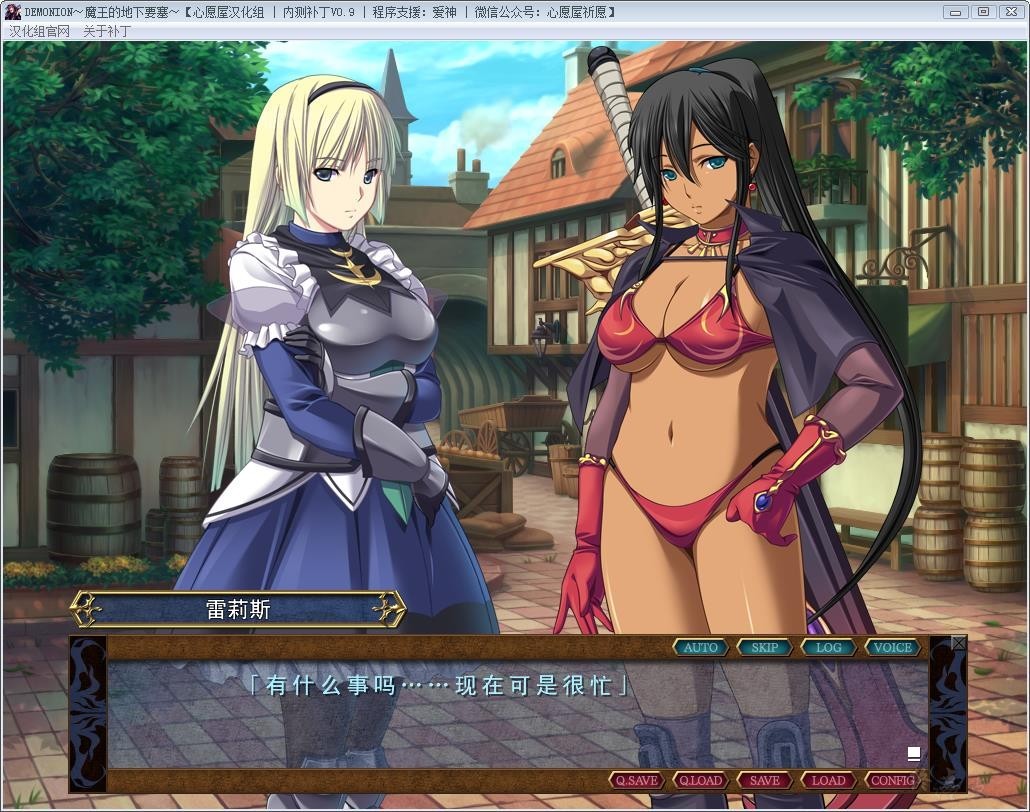 DEMONION～魔王的地下要塞～【心愿屋汉化组 | 内测补丁V0.9 | 程序支援：爱神 | 微信公众号：心愿屋祈愿】
汉化组官网 关于补丁
雷莉斯
AUTO SKIP LOG VOICE
「有什么事吗……现在可是很忙」
Q.SAVE Q.LOAD SAVE LOAD CONFIG